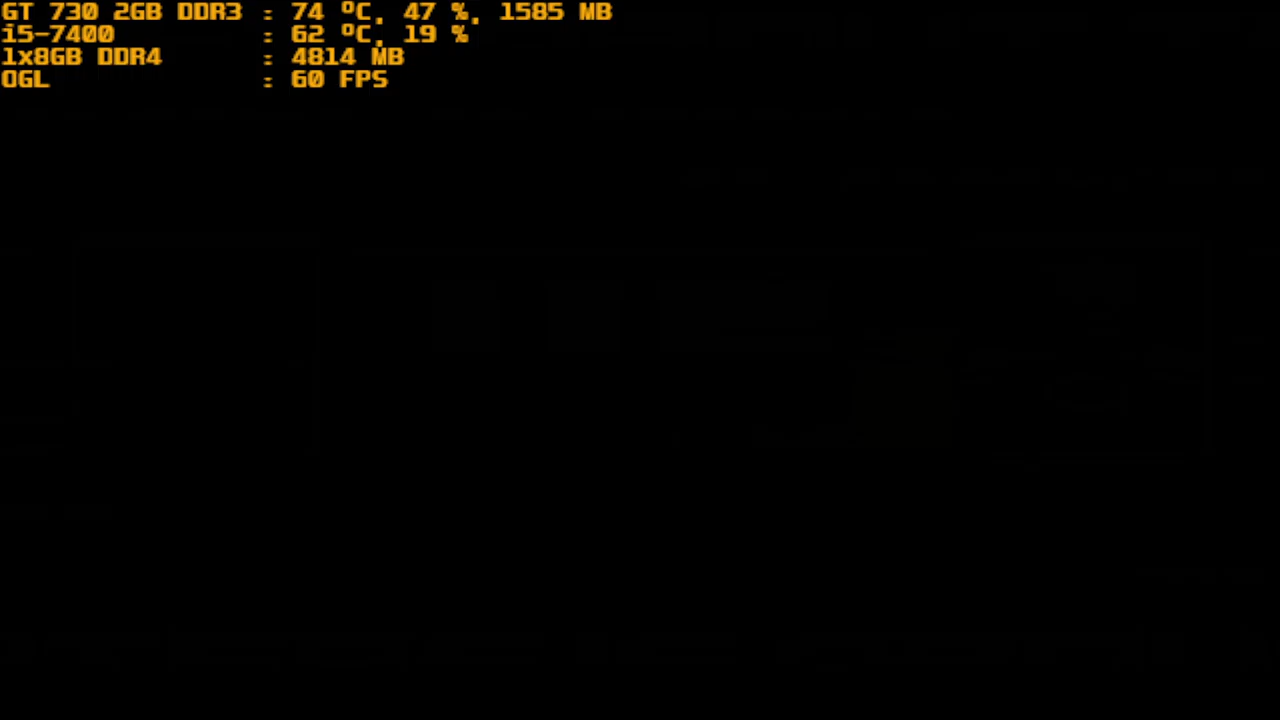 GT 730 2GB DDR3 : 74 ºC, 47 %, 1585 MB
i5-7400 : 62 ºC, 19 %
1x8GB DDR4 : 4814 MB
OGL : 60 FPS